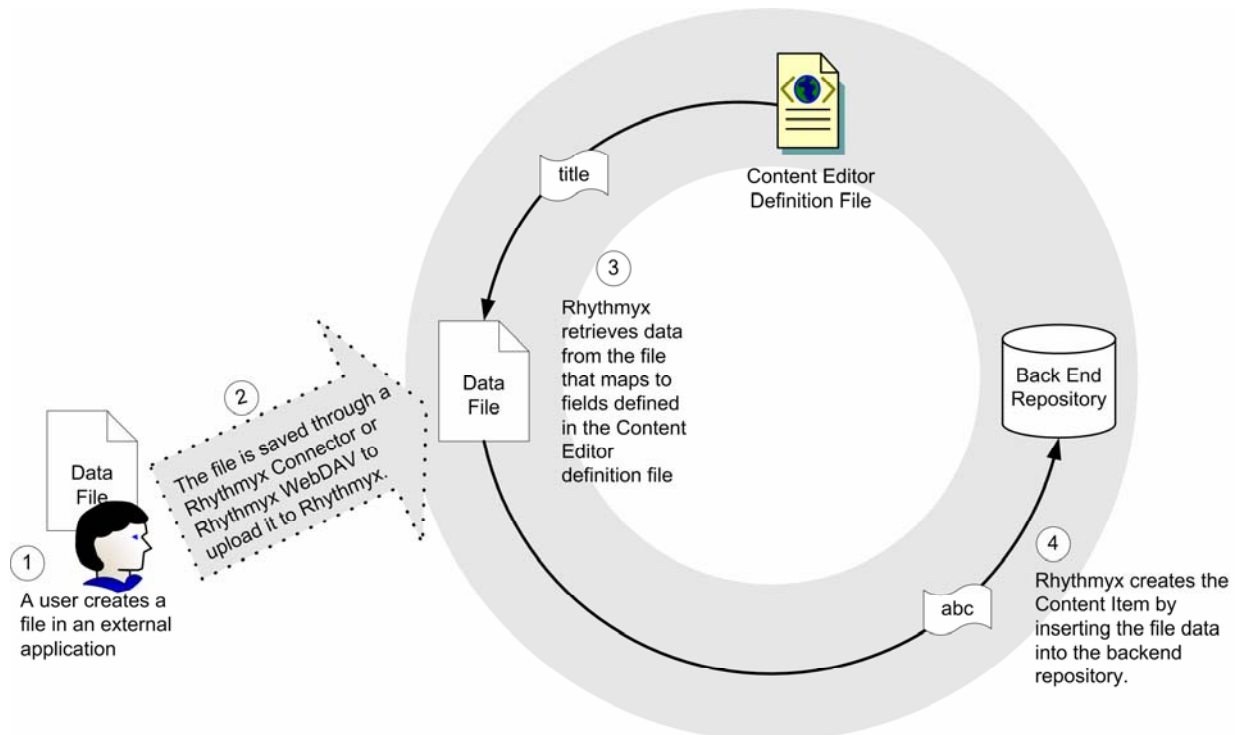 Content Editor
Definition File
title
3
Rhythmyx
retrieves data
from the file
that maps to
fields defined
in the Content
Editor
definition file
Data
File
Back End
Repository
2
The file is saved through a
Rhythmyx Connector or
Rhythmyx WebDAV to
upload it to Rhythmyx.
Data
File
1
A user creates a
file in an external
application
abc
4
Rhythmyx creates the
Content Item by
inserting the file data
into the backend
repository.